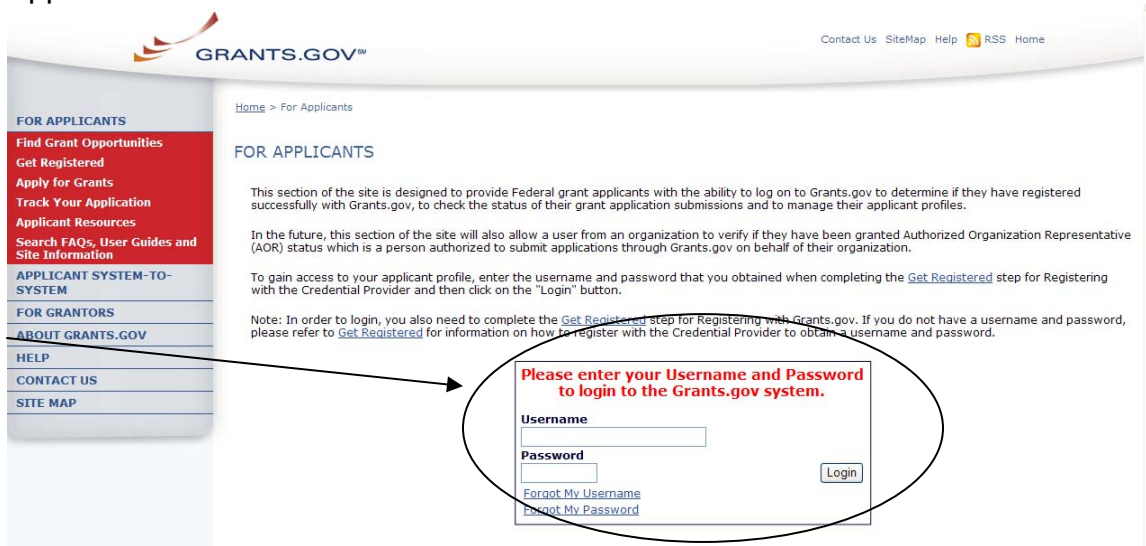 GRANTS.GOV℠
Contact Us SiteMap Help RSS Home
FOR APPLICANTS
Find Grant Opportunities
Get Registered
Apply for Grants
Track Your Application
Applicant Resources
Search FAQs, User Guides and
Site Information
APPLICANT SYSTEM-TO-
SYSTEM
FOR GRANTORS
ABOUT GRANTS.GOV
HELP
CONTACT US
SITE MAP
Home > For Applicants
FOR APPLICANTS
This section of the site is designed to provide Federal grant applicants with the ability to log on to Grants.gov to determine if they have registered
successfully with Grants.gov, to check the status of their grant application submissions and to manage their applicant profiles.
In the future, this section of the site will also allow a user from an organization to verify if they have been granted Authorized Organization Representative
(AOR) status which is a person authorized to submit applications through Grants.gov on behalf of their organization.
To gain access to your applicant profile, enter the username and password that you obtained when completing the Get Registered step for Registering
with the Credential Provider and then click on the "Login" button.
Note: In order to login, you also need to complete the Get Registered step for Registering with Grants.gov. If you do not have a username and password,
please refer to Get Registered for information on how to register with the Credential Provider to obtain a username and password.
Please enter your Username and Password
to login to the Grants.gov system.
Username
Password
Login
Forgot My Username
Forgot My Password